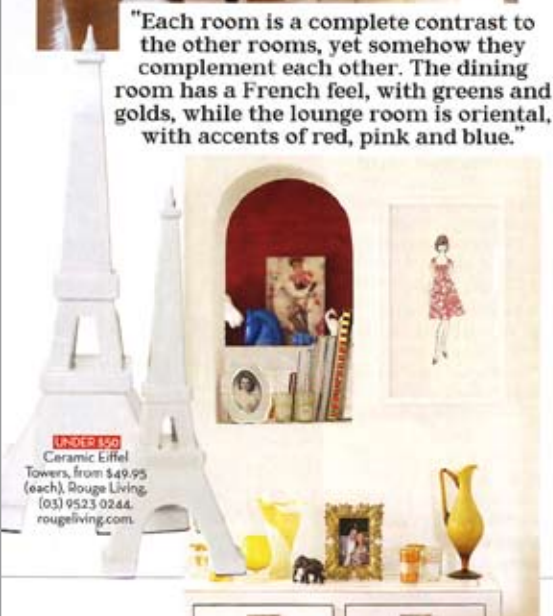 "Each room is a complete contrast to
the other rooms, yet somehow they
complement each other. The dining
room has a French feel, with greens and
golds, while the lounge room is oriental,
with accents of red, pink and blue."
UNDER $50
Ceramic Eiffel
Towers, from $49.95
(each), Rouge Living,
(03) 9523 0244.
rougeliving.com.